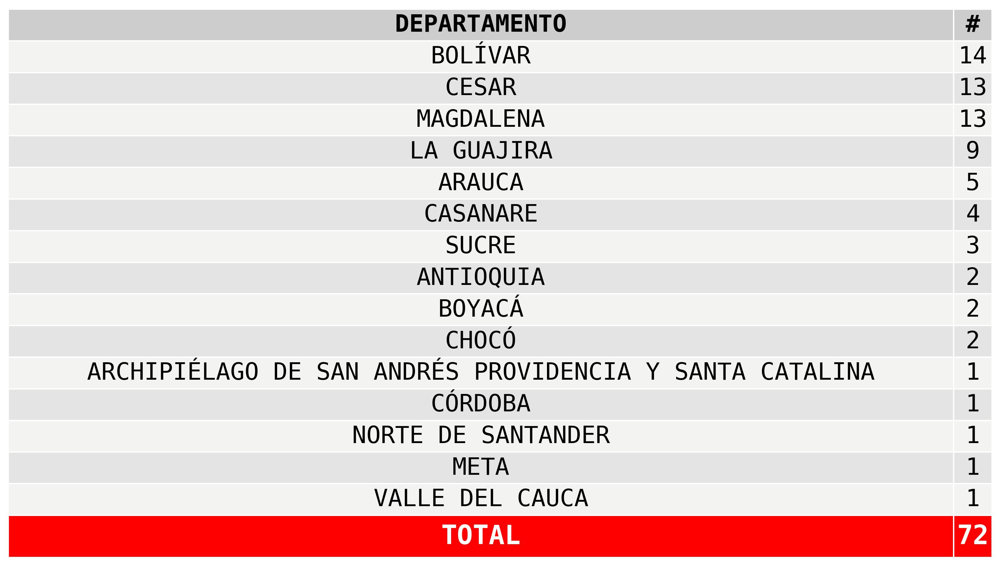 DEPARTAMENTO #
BOLÍVAR 14
CESAR 13
MAGDALENA 13
LA GUAJIRA 9
ARAUCA 5
CASANARE 4
SUCRE 3
ANTIOQUIA 2
BOYACÁ 2
CHOCÓ 2
ARCHIPIÉLAGO DE SAN ANDRÉS PROVIDENCIA Y SANTA CATALINA 1
CÓRDOBA 1
NORTE DE SANTANDER 1
META 1
VALLE DEL CAUCA 1
TOTAL 72